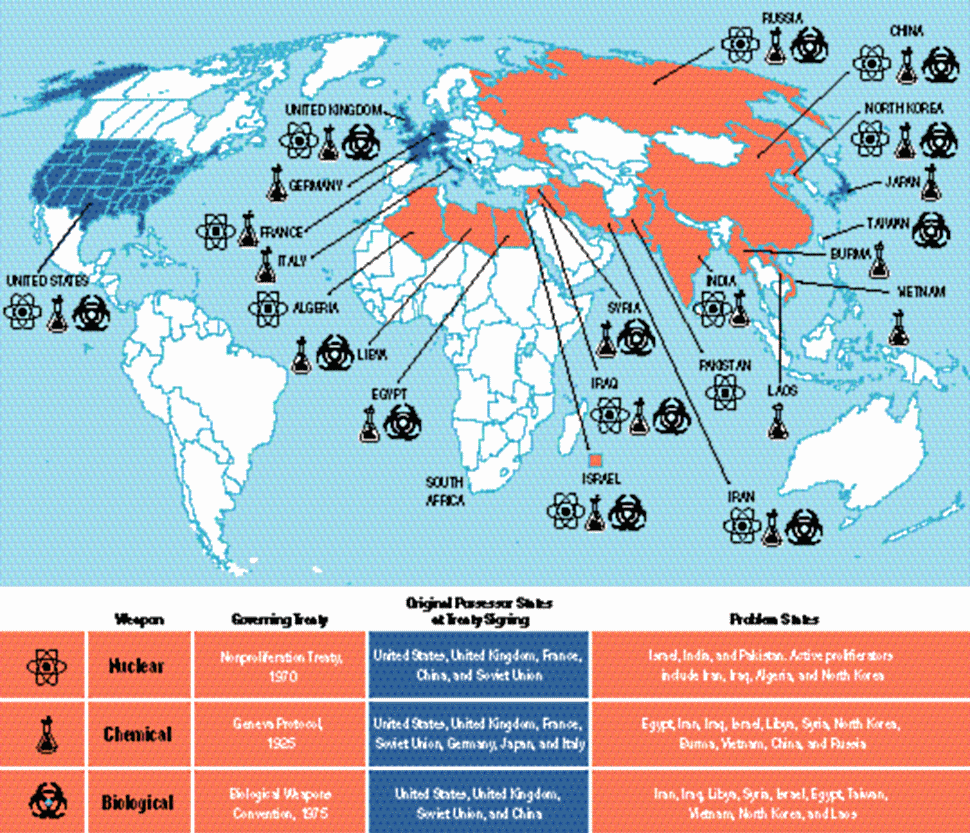 RUSSIA
CHINA
UNITED KINGDOM
NORTH KOREA
GERMANY
JAPAN
FRANCE
TAIWAN
ITALY
BURMA
UNITED STATES
INDIA
VIETNAM
ALGERIA
SYRIA
LIBYA
PAKISTAN
IRAQ
EGYPT
LAOS
ISRAEL
SOUTH
AFRICA
IRAN
Weapon
Governing Treaty
Original Possessor States
at Treaty Signing
Problem States
Nuclear
Nonproliferation Treaty,
1970
United States, United Kingdom, France,
China, and Soviet Union
Israel, India, and Pakistan. Active proliferators
include Iran, Iraq, Algeria, and North Korea
Chemical
Geneva Protocol,
1925
United States, United Kingdom, France,
Soviet Union, Germany, Japan, and Italy
Egypt, Iran, Iraq, Israel, Libya, Syria, North Korea,
Burma, Vietnam, China, and Russia
Biological
Biological Weapons
Convention, 1975
United States, United Kingdom,
Soviet Union, and China
Iran, Iraq, Libya, Syria, Israel, Egypt, Taiwan,
Vietnam, North Korea, and Laos